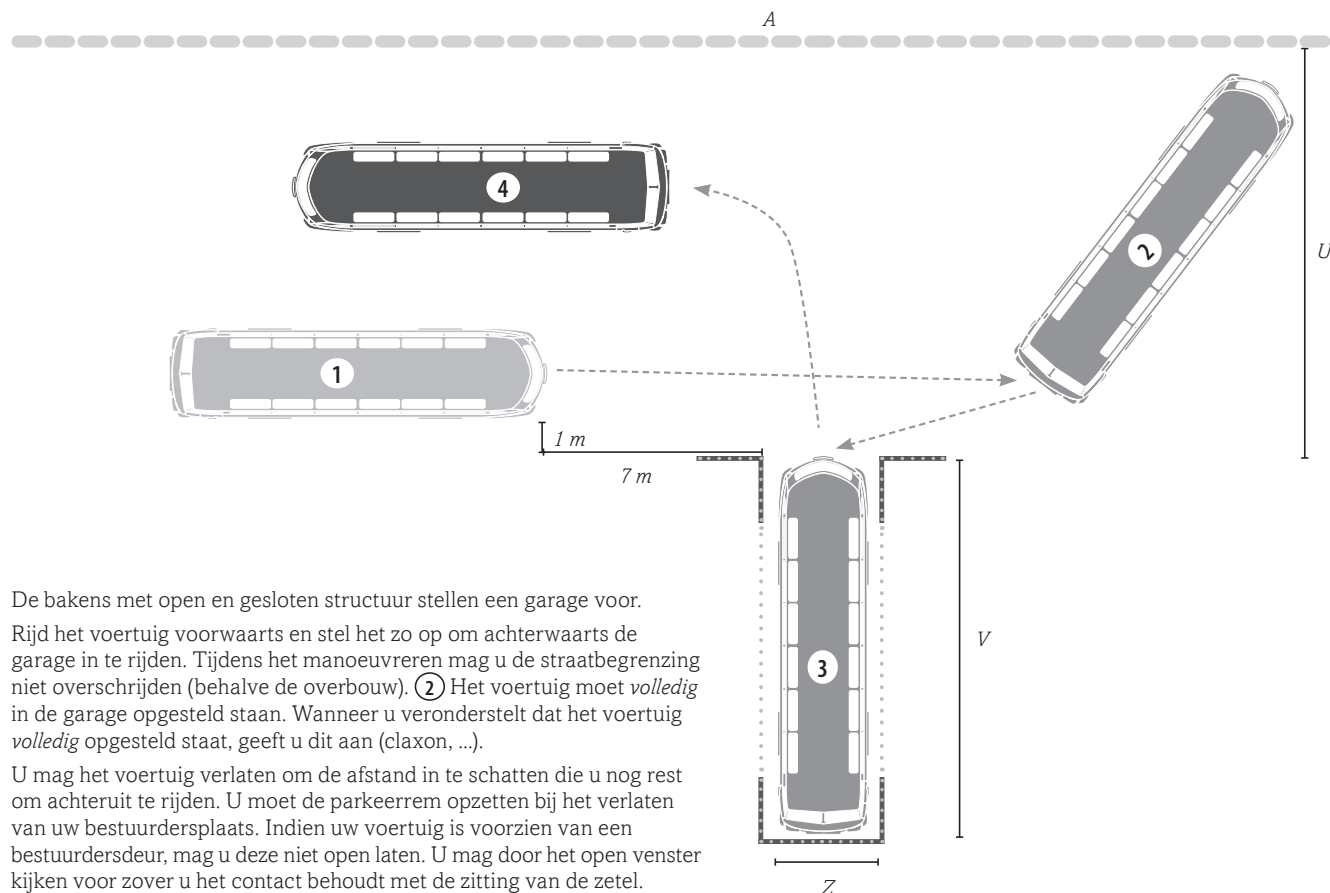 A
4
2
U
1
1 m
7 m
V
3
Z
De bakens met open en gesloten structuur stellen een garage voor.
Rijd het voertuig voorwaarts en stel het zo op om achterwaarts de
garage in te rijden. Tijdens het manoeuvreren mag u de straatbegrenzing
niet overschrijden (behalve de overbouw). 2 Het voertuig moet volledig
in de garage opgesteld staan. Wanneer u veronderstelt dat het voertuig
volledig opgesteld staat, geeft u dit aan (claxon, ...).
U mag het voertuig verlaten om de afstand in te schatten die u nog rest
om achteruit te rijden. U moet de parkeerrem opzetten bij het verlaten
van uw bestuurdersplaats. Indien uw voertuig is voorzien van een
bestuurdersdeur, mag u deze niet open laten. U mag door het open venster
kijken voor zover u het contact behoudt met de zitting van de zetel.